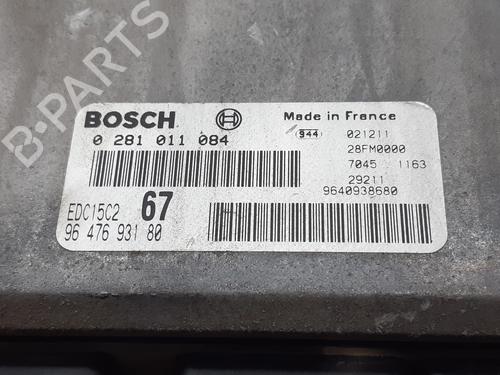 B-PARTS
BOSCH
Made in France
0 281 011 084
944
021211
28FM0000
7045 1163
29211
9640938680
EDC15C2
67
96 476 931 80